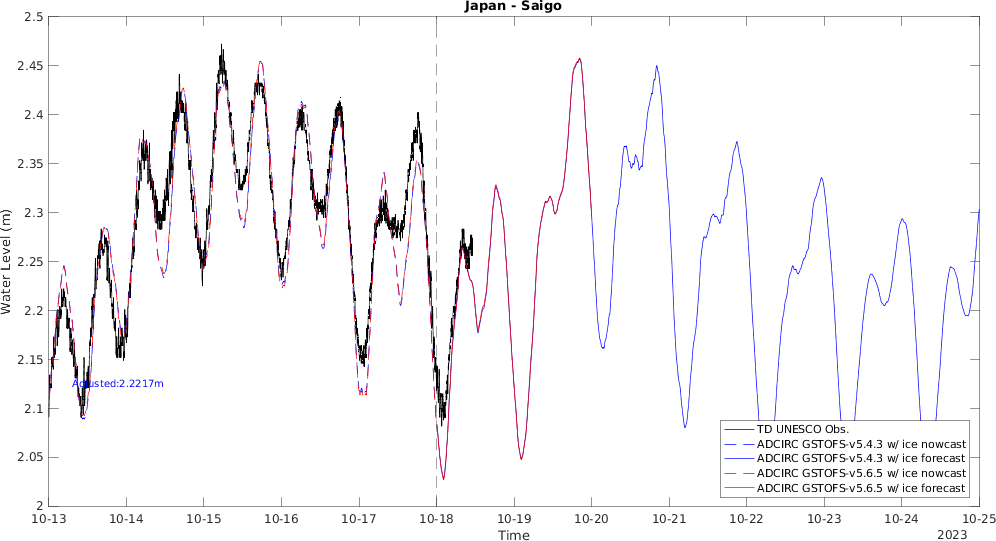 Japan - Saigo
2.5
2.45
2.4
2.35
2.3
2.25
2.2
2.15
2.1
2.05
2
Water Level (m)
Adjusted:2.2217m
TD UNESCO Obs.
ADCIRC GSTOFS-v5.4.3 w/ ice nowcast
ADCIRC GSTOFS-v5.4.3 w/ ice forecast
ADCIRC GSTOFS-v5.6.5 w/ ice nowcast
ADCIRC GSTOFS-v5.6.5 w/ ice forecast
10-13 10-14 10-15 10-16 10-17 10-18 10-19 10-20 10-21 10-22 10-23 10-24 10-25
Time
2023